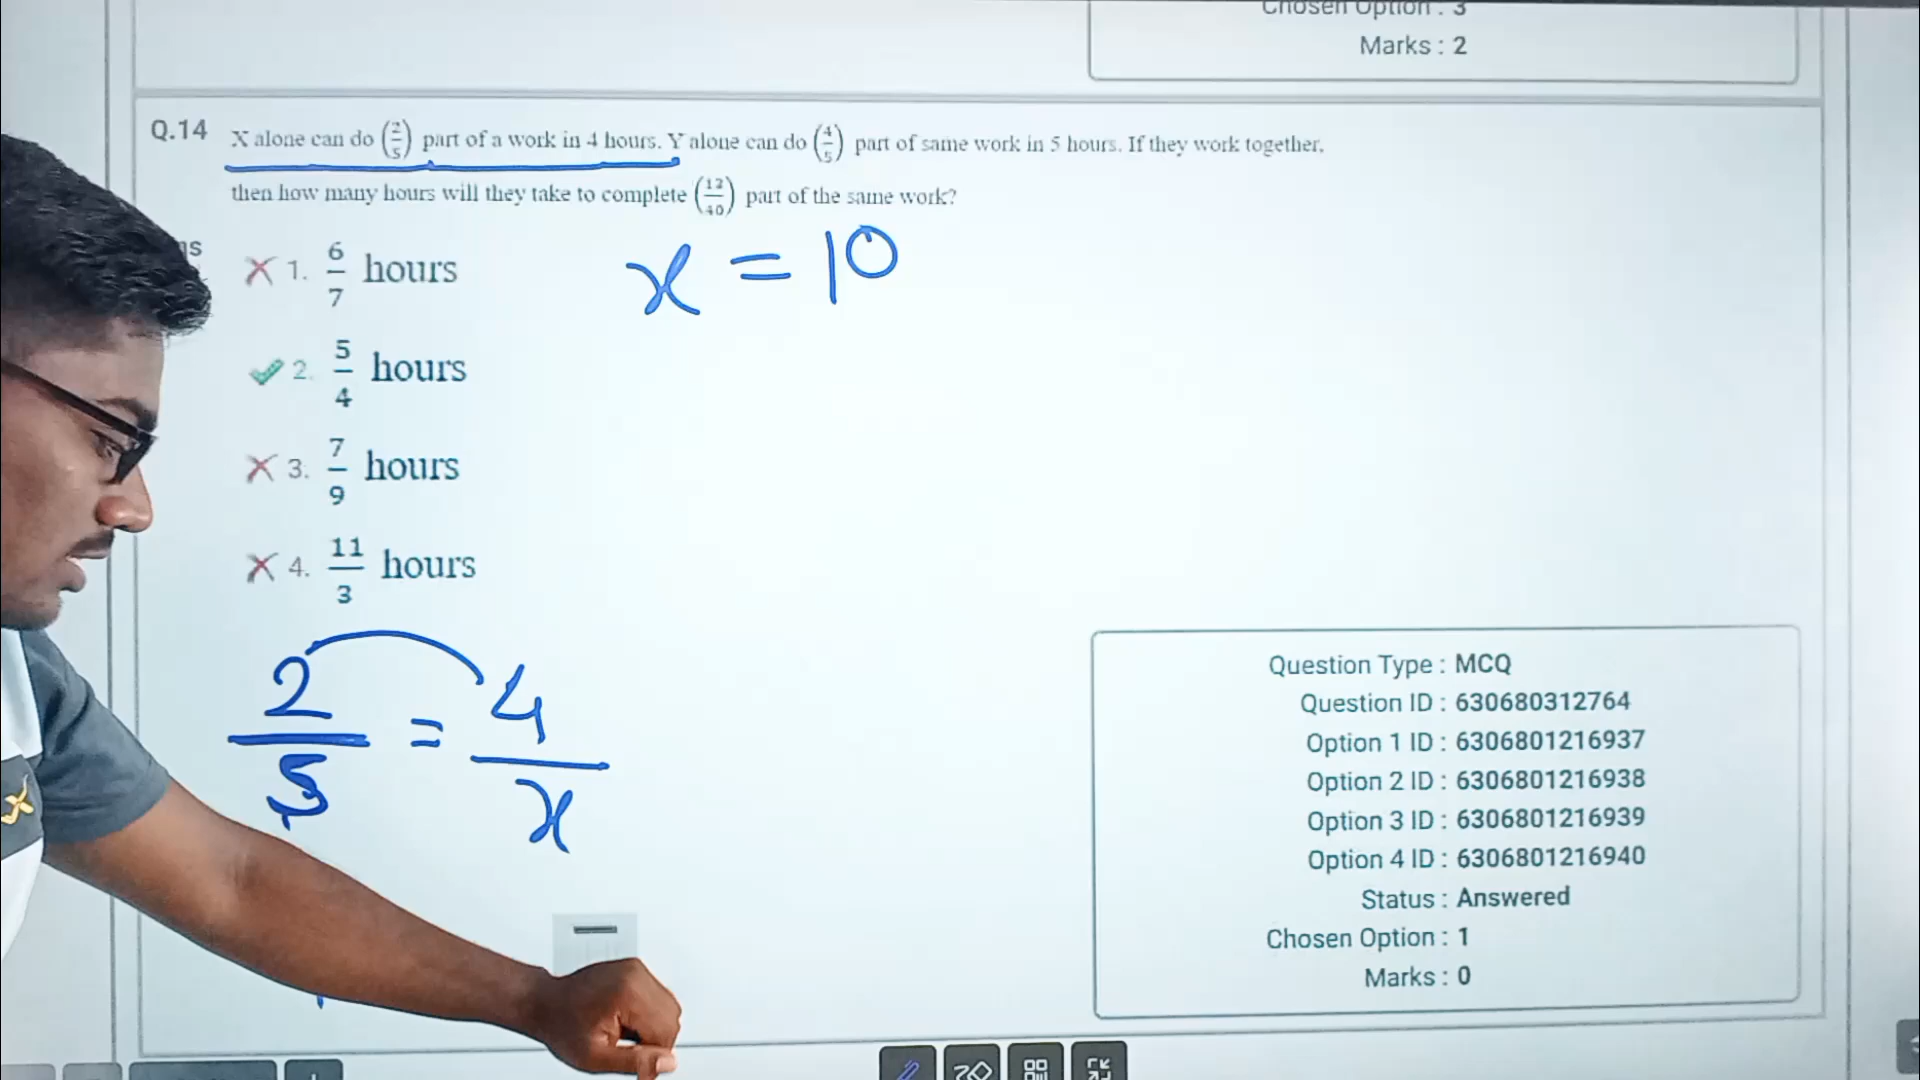 Chosen Option : 3
Marks : 2
Q.14 X alone can do (2/5) part of a work in 4 hours. Y alone can do (4/5) part of same work in 5 hours. If they work together,
then how many hours will they take to complete (12/40) part of the same work?
ns
1. 6/7 hours
x = 10
2. 5/4 hours
3. 7/9 hours
4. 11/3 hours
2/5 = 4/x
Question Type : MCQ
Question ID : 630680312764
Option 1 ID : 6306801216937
Option 2 ID : 6306801216938
Option 3 ID : 6306801216939
Option 4 ID : 6306801216940
Status : Answered
Chosen Option : 1
Marks : 0